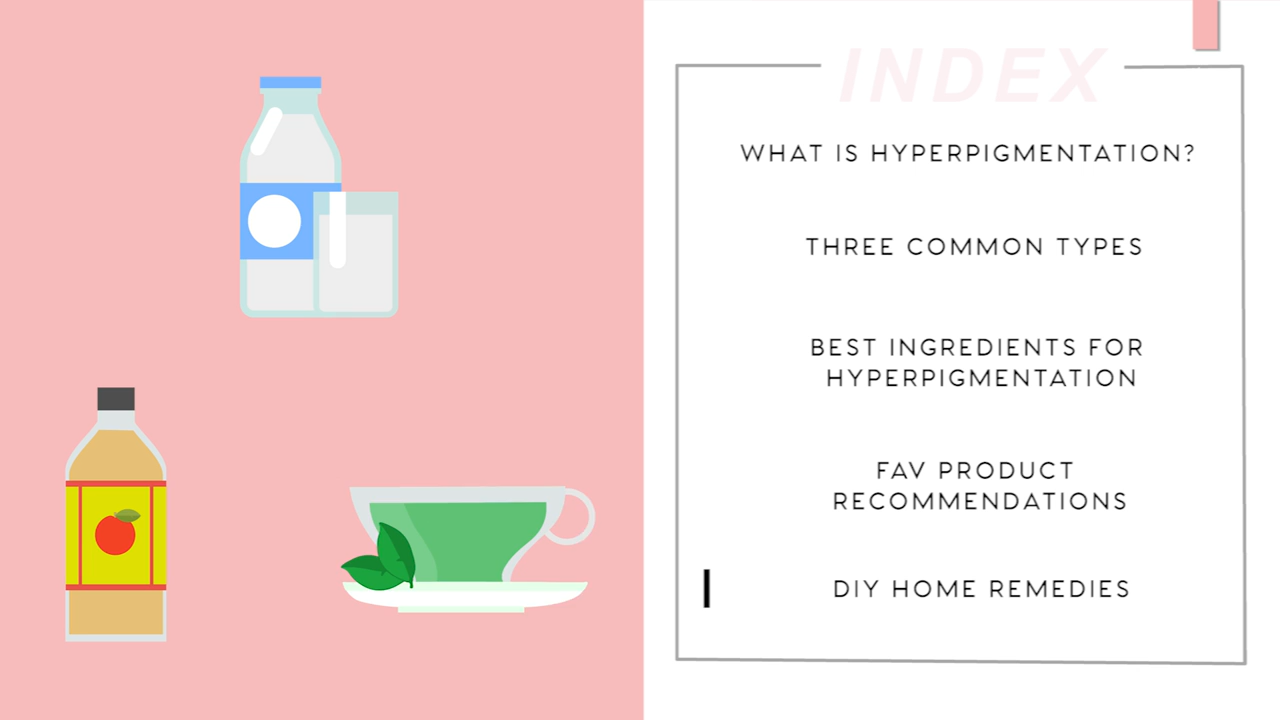 INDEX
WHAT IS HYPERPIGMENTATION?
THREE COMMON TYPES
BEST INGREDIENTS FOR
HYPERPIGMENTATION
FAV PRODUCT
RECOMMENDATIONS
DIY HOME REMEDIES